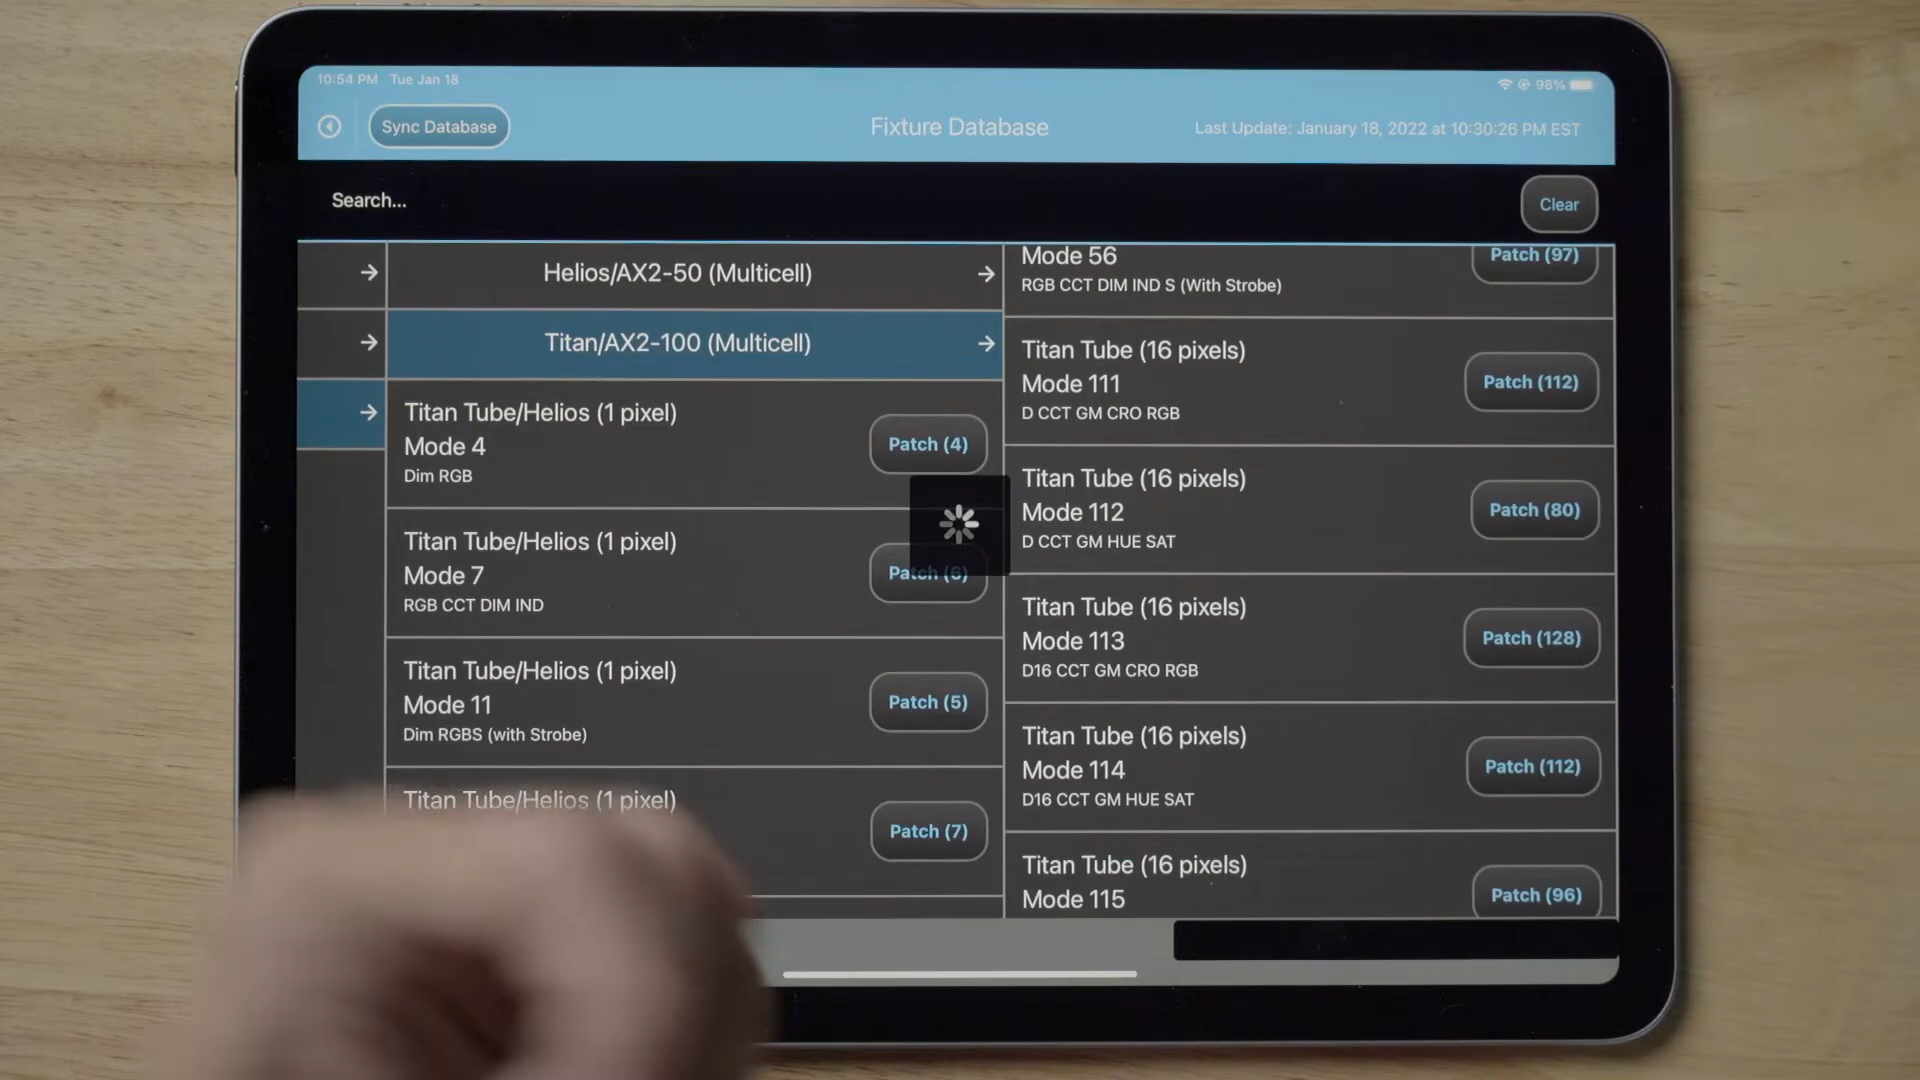 10:54 PM Tue Jan 18
98%
Sync Database
Fixture Database
Last Update: January 18, 2022 at 10:30:26 PM EST
Search...
Clear
Helios/AX2-50 (Multicell)
Titan/AX2-100 (Multicell)
Titan Tube/Helios (1 pixel)
Mode 4
Dim RGB
Patch (4)
Titan Tube/Helios (1 pixel)
Mode 7
RGB CCT DIM IND
Patch (6)
Titan Tube/Helios (1 pixel)
Mode 11
Dim RGBS (with Strobe)
Patch (5)
Titan Tube/Helios (1 pixel)
Patch (7)
Mode 56
RGB CCT DIM IND S (With Strobe)
Patch (97)
Titan Tube (16 pixels)
Mode 111
D CCT GM CRO RGB
Patch (112)
Titan Tube (16 pixels)
Mode 112
D CCT GM HUE SAT
Patch (80)
Titan Tube (16 pixels)
Mode 113
D16 CCT GM CRO RGB
Patch (128)
Titan Tube (16 pixels)
Mode 114
D16 CCT GM HUE SAT
Patch (112)
Titan Tube (16 pixels)
Mode 115
Patch (96)